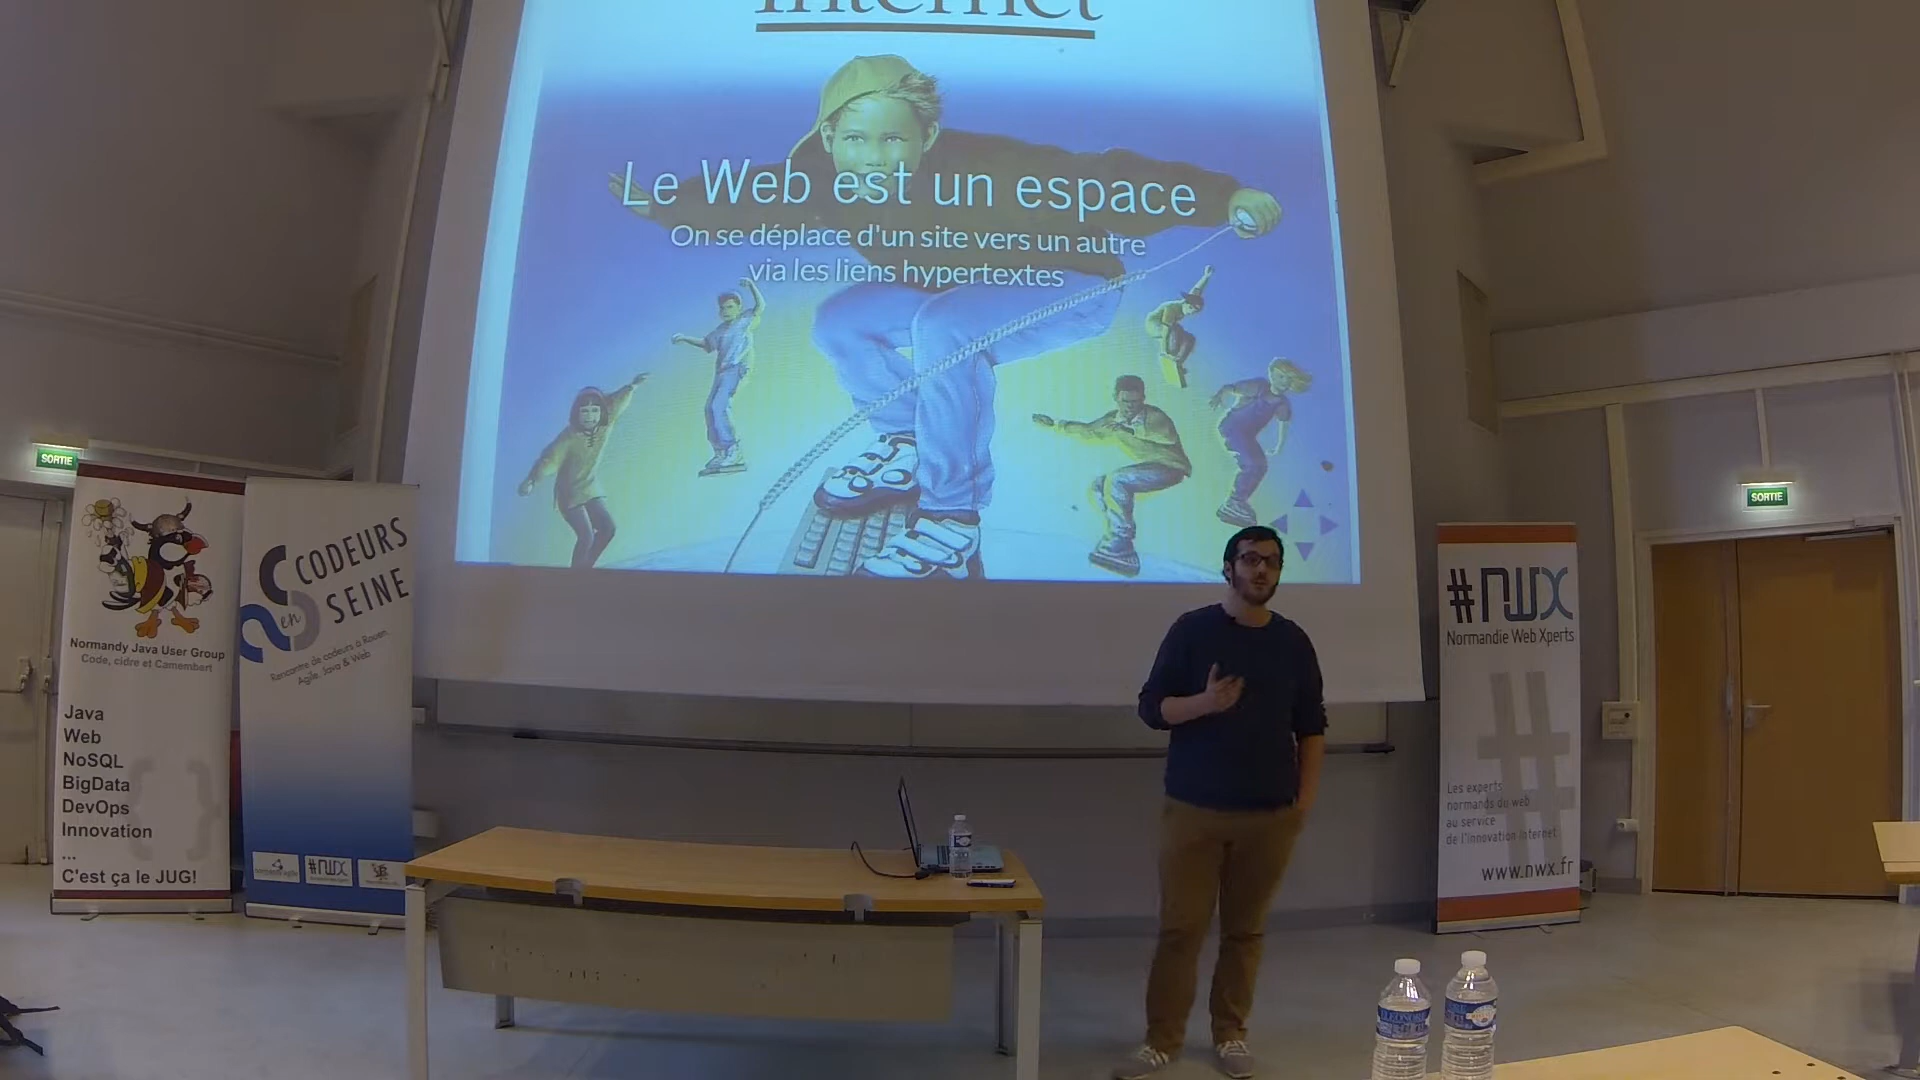 Internet
Le Web est un espace
On se déplace d'un site vers un autre
via les liens hypertextes
SORTIE
Normandy Java User Group
Code, cidre et Camembert
Java
Web
NoSQL
BigData
DevOps
Innovation
...
C'est ça le JUG!
CODEURS
en
SEINE
Rencontre de codeurs à Rouen
Agile, Java & Web
#NWX
SORTIE
#NWX
Normandie Web Xperts
Les experts
normands du web
au service
de l'innovation internet
www.nwx.fr